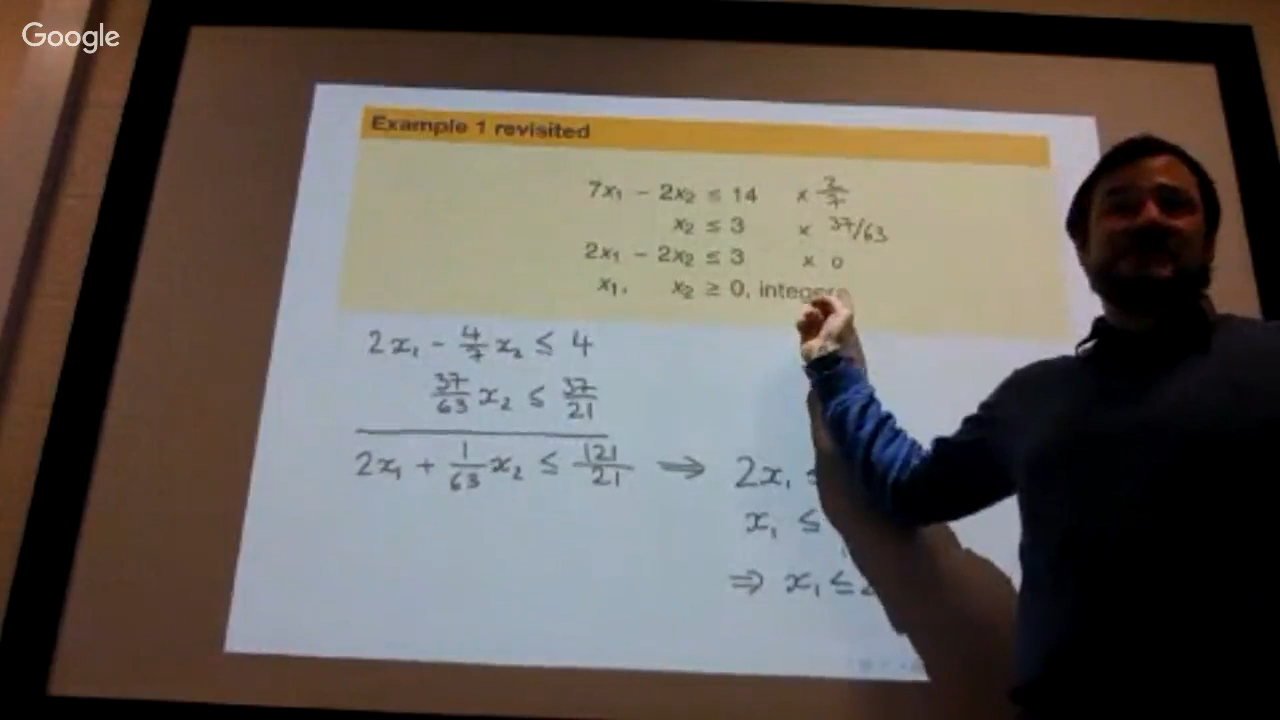 Google
Example 1 revisited
7x₁ − 2x₂ ≤ 14 × 2/7
x₂ ≤ 3 × 37/63
2x₁ − 2x₂ ≤ 3 × 0
x₁, x₂ ≥ 0, integers
2x₁ − 4/7 x₂ ≤ 4
37/63 x₂ ≤ 37/21
2x₁ + 1/63 x₂ ≤ 121/21 ⇒ 2x₁ ≤
x₁ ≤
⇒ x₁ ≤ 2